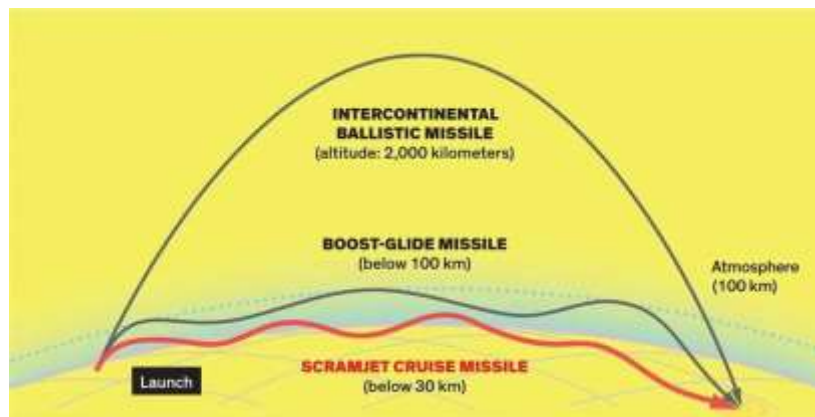 INTERCONTINENTAL
BALLISTIC MISSILE
(altitude: 2,000 kilometers)
BOOST-GLIDE MISSILE
(below 100 km)
Atmosphere
(100 km)
SCRAMJET CRUISE MISSILE
(below 30 km)
Launch